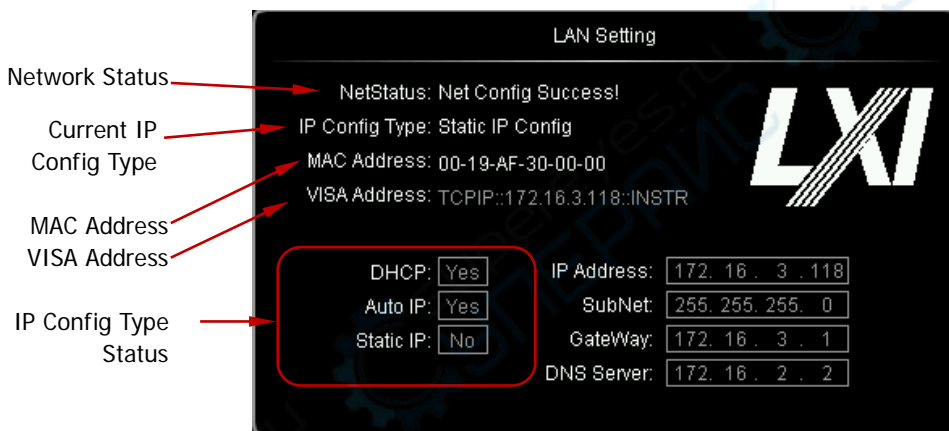 LAN Setting
Network Status
NetStatus: Net Config Success!
Current IP
Config Type
IP Config Type: Static IP Config
MAC Address: 00-19-AF-30-00-00
VISA Address: TCPIP::172.16.3.118::INSTR
LXI
MAC Address
VISA Address
IP Config Type
Status
DHCP: Yes
Auto IP: Yes
Static IP: No
IP Address: 172. 16. 3 .118
SubNet: 255. 255. 255. 0
GateWay: 172. 16. 3 . 1
DNS Server: 172. 16. 2 . 2